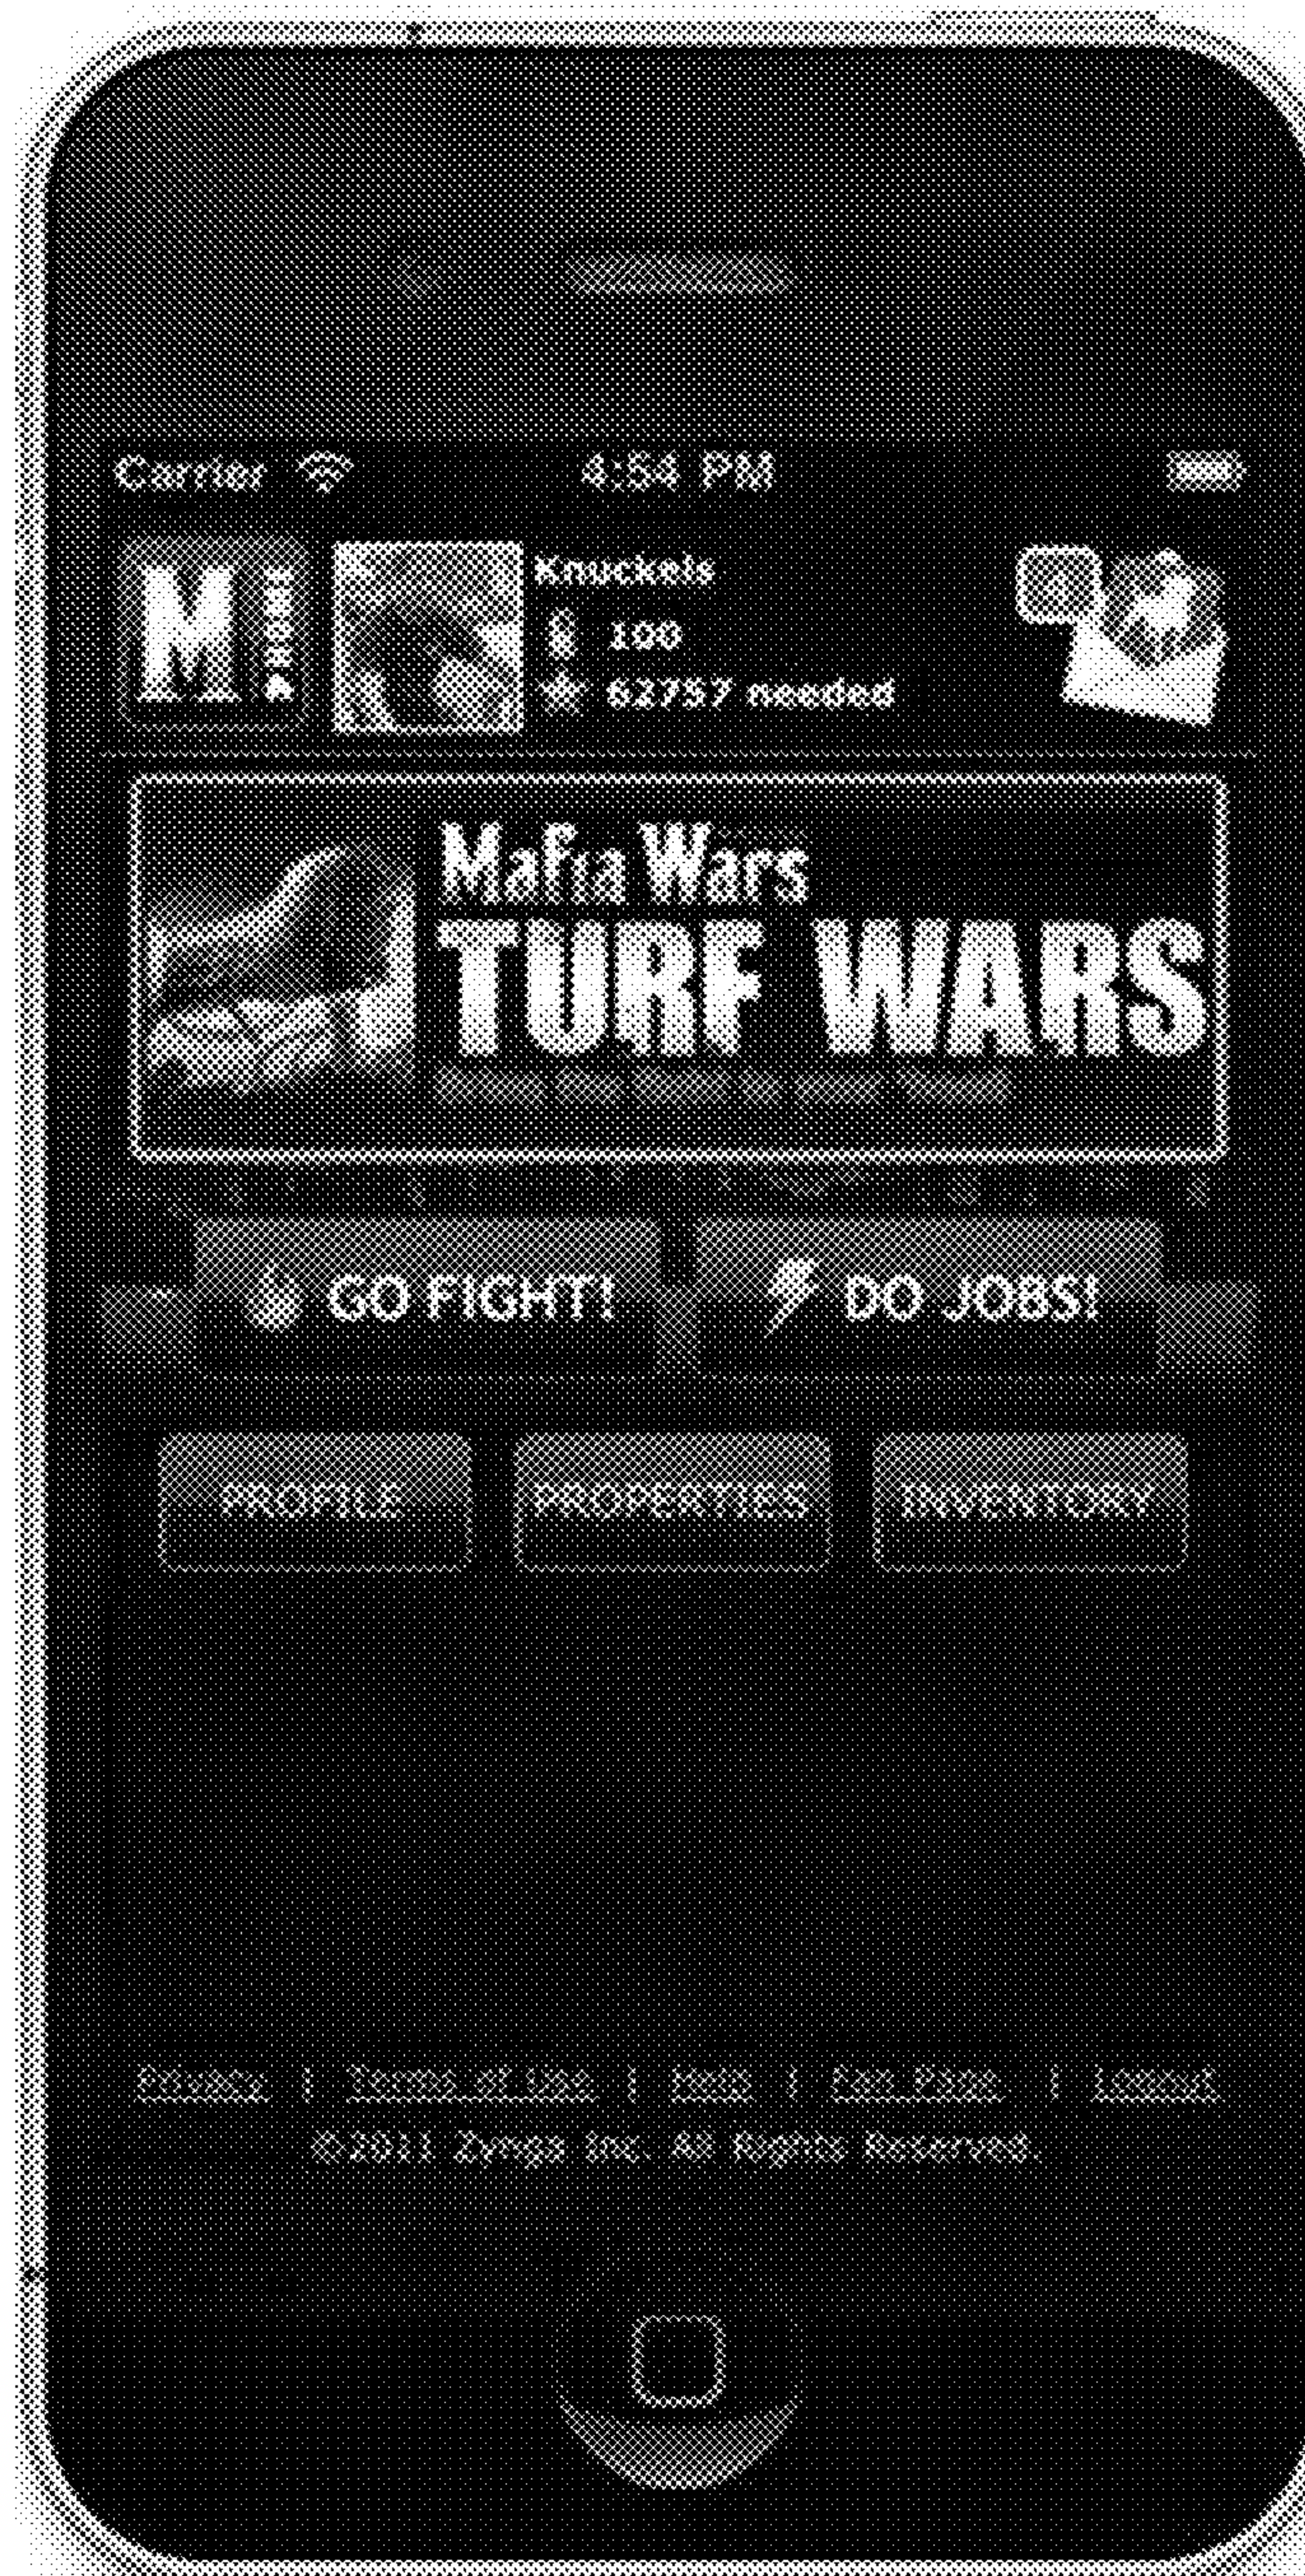 Carrier 4:54 PM
M
Knuckels
100
62757 needed
Mafia Wars
TURF WARS
GO FIGHT! DO JOBS!
PROFILE PROPERTIES INVENTORY
Privacy | Terms of Use | Help | Fan Page | Logout
©2011 Zynga Inc. All Rights Reserved.